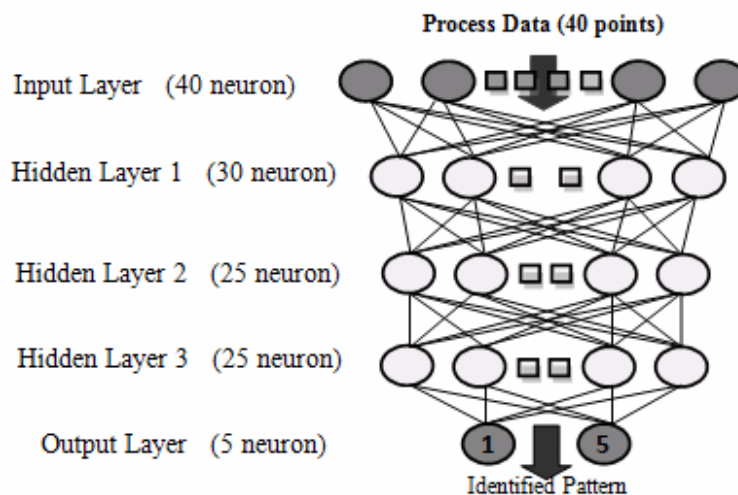 Process Data (40 points)
Input Layer (40 neuron)
Hidden Layer 1 (30 neuron)
Hidden Layer 2 (25 neuron)
Hidden Layer 3 (25 neuron)
Output Layer (5 neuron)
1 5
Identified Pattern